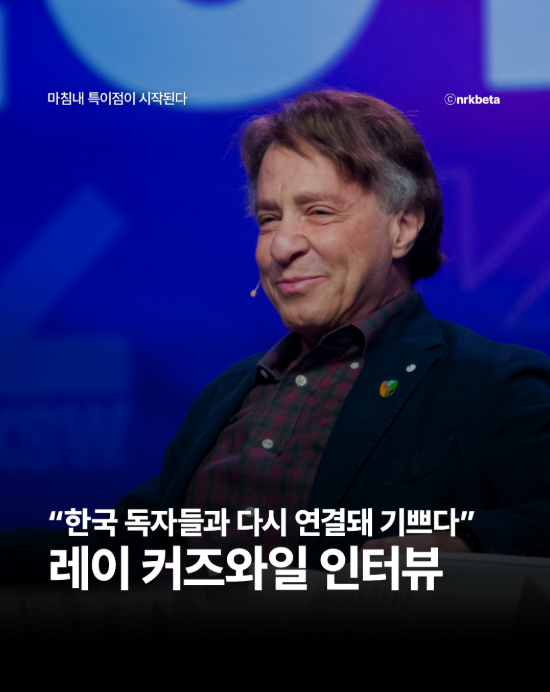 마침내 특이점이 시작된다
ⓒnrkbeta
“한국 독자들과 다시 연결돼 기쁘다”
레이 커즈와일 인터뷰